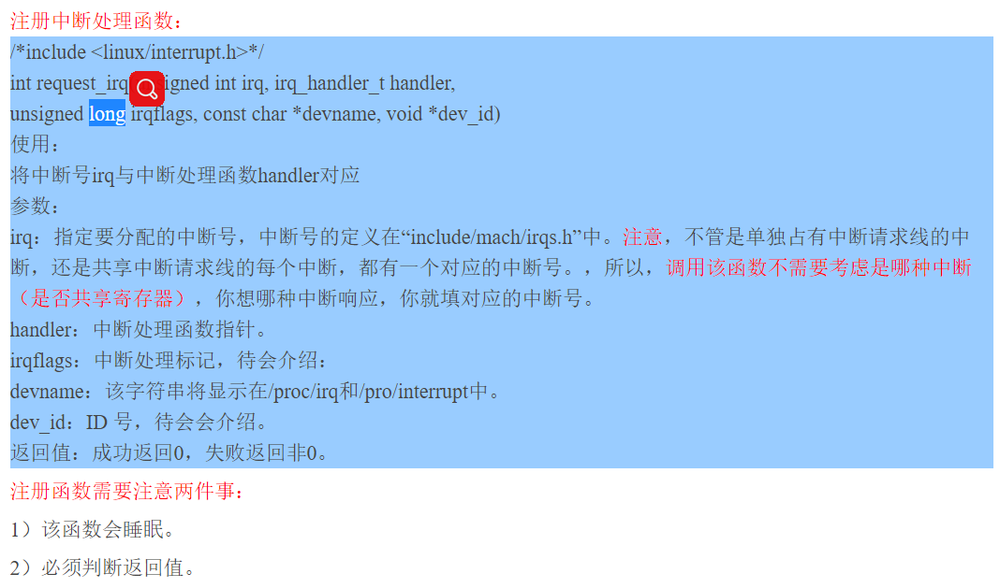 注册中断处理函数：
/*include <linux/interrupt.h>*/
int request_irq igned int irq, irq_handler_t handler,
unsigned long irqflags, const char *devname, void *dev_id)
使用：
将中断号irq与中断处理函数handler对应
参数：
irq：指定要分配的中断号，中断号的定义在“include/mach/irqs.h”中。注意，不管是单独占有中断请求线的中
断，还是共享中断请求线的每个中断，都有一个对应的中断号。，所以，调用该函数不需要考虑是哪种中断
（是否共享寄存器），你想哪种中断响应，你就填对应的中断号。
handler：中断处理函数指针。
irqflags：中断处理标记，待会介绍：
devname：该字符串将显示在/proc/irq和/pro/interrupt中。
dev_id：ID 号，待会会介绍。
返回值：成功返回0，失败返回非0。
注册函数需要注意两件事：
1）该函数会睡眠。
2）必须判断返回值。